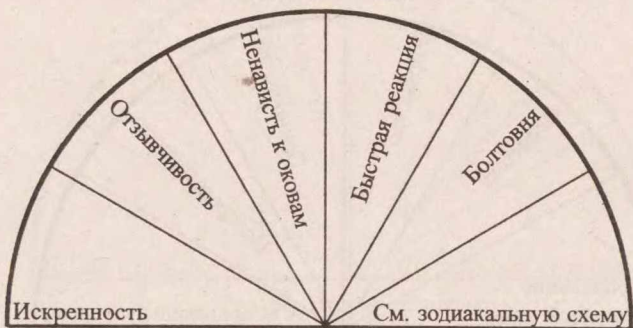 Искренность
Отзывчивость
Ненависть к оковам
Быстрая реакция
Болтовня
См. зодиакальную схему